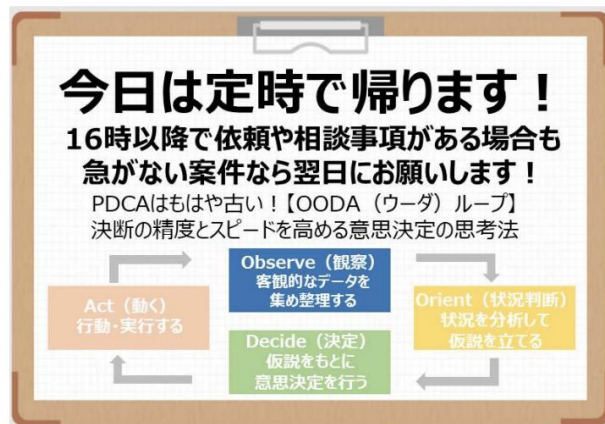 今日は定時で帰ります！
16時以降で依頼や相談事項がある場合も
急がない案件なら翌日にお願いします！
PDCAはもはや古い！【OODA（ウーダ）ループ】
決断の精度とスピードを高める意思決定の思考法
Observe（観察）
客観的なデータを
集め整理する
Orient（状況判断）
状況を分析して
仮説を立てる
Decide（決定）
仮説をもとに
意思決定を行う
Act（動く）
行動・実行する